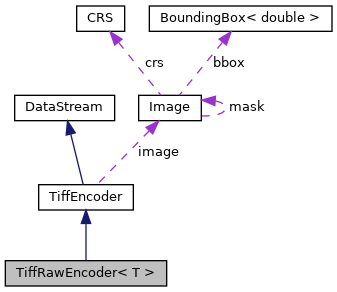 CRS
BoundingBox< double >
crs
bbox
DataStream
Image
mask
image
TiffEncoder
TiffRawEncoder< T >